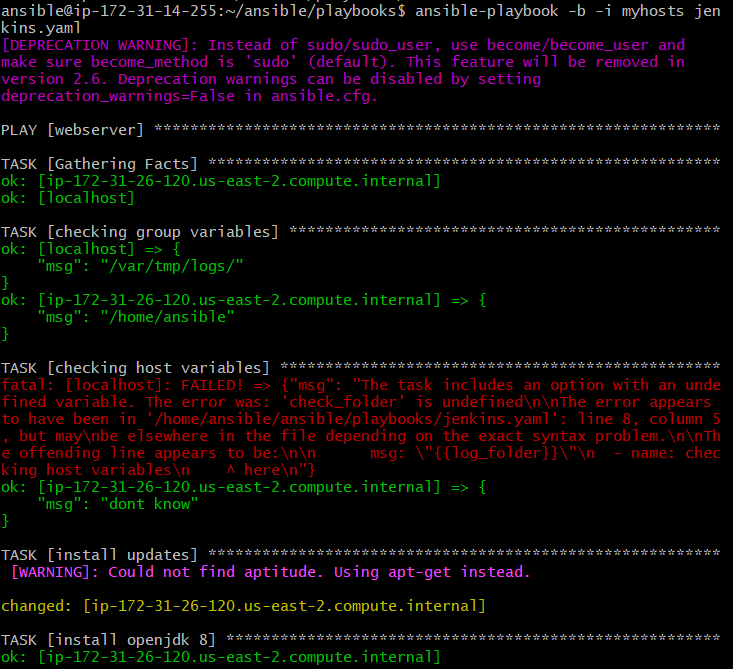 ansible@ip-172-31-14-255:~/ansible/playbooks$ ansible-playbook -b -i myhosts jen
kins.yaml
[DEPRECATION WARNING]: Instead of sudo/sudo_user, use become/become_user and
make sure become_method is 'sudo' (default). This feature will be removed in
version 2.6. Deprecation warnings can be disabled by setting
deprecation_warnings=False in ansible.cfg.

PLAY [webserver] ***************************************************************

TASK [Gathering Facts] *********************************************************
ok: [ip-172-31-26-120.us-east-2.compute.internal]
ok: [localhost]

TASK [checking group variables] ************************************************
ok: [localhost] => {
    "msg": "/var/tmp/logs/"
}
ok: [ip-172-31-26-120.us-east-2.compute.internal] => {
    "msg": "/home/ansible"
}

TASK [checking host variables] *************************************************
fatal: [localhost]: FAILED! => {"msg": "The task includes an option with an unde
fined variable. The error was: 'check_folder' is undefined\n\nThe error appears
to have been in '/home/ansible/ansible/playbooks/jenkins.yaml': line 8, column 5
, but may\nbe elsewhere in the file depending on the exact syntax problem.\n\nTh
e offending line appears to be:\n\n      msg: \"{{log_folder}}\"\n  - name: chec
king host variables\n    ^ here\n"}
ok: [ip-172-31-26-120.us-east-2.compute.internal] => {
    "msg": "dont know"
}

TASK [install updates] *********************************************************
 [WARNING]: Could not find aptitude. Using apt-get instead.

changed: [ip-172-31-26-120.us-east-2.compute.internal]

TASK [install openjdk 8] *******************************************************
ok: [ip-172-31-26-120.us-east-2.compute.internal]